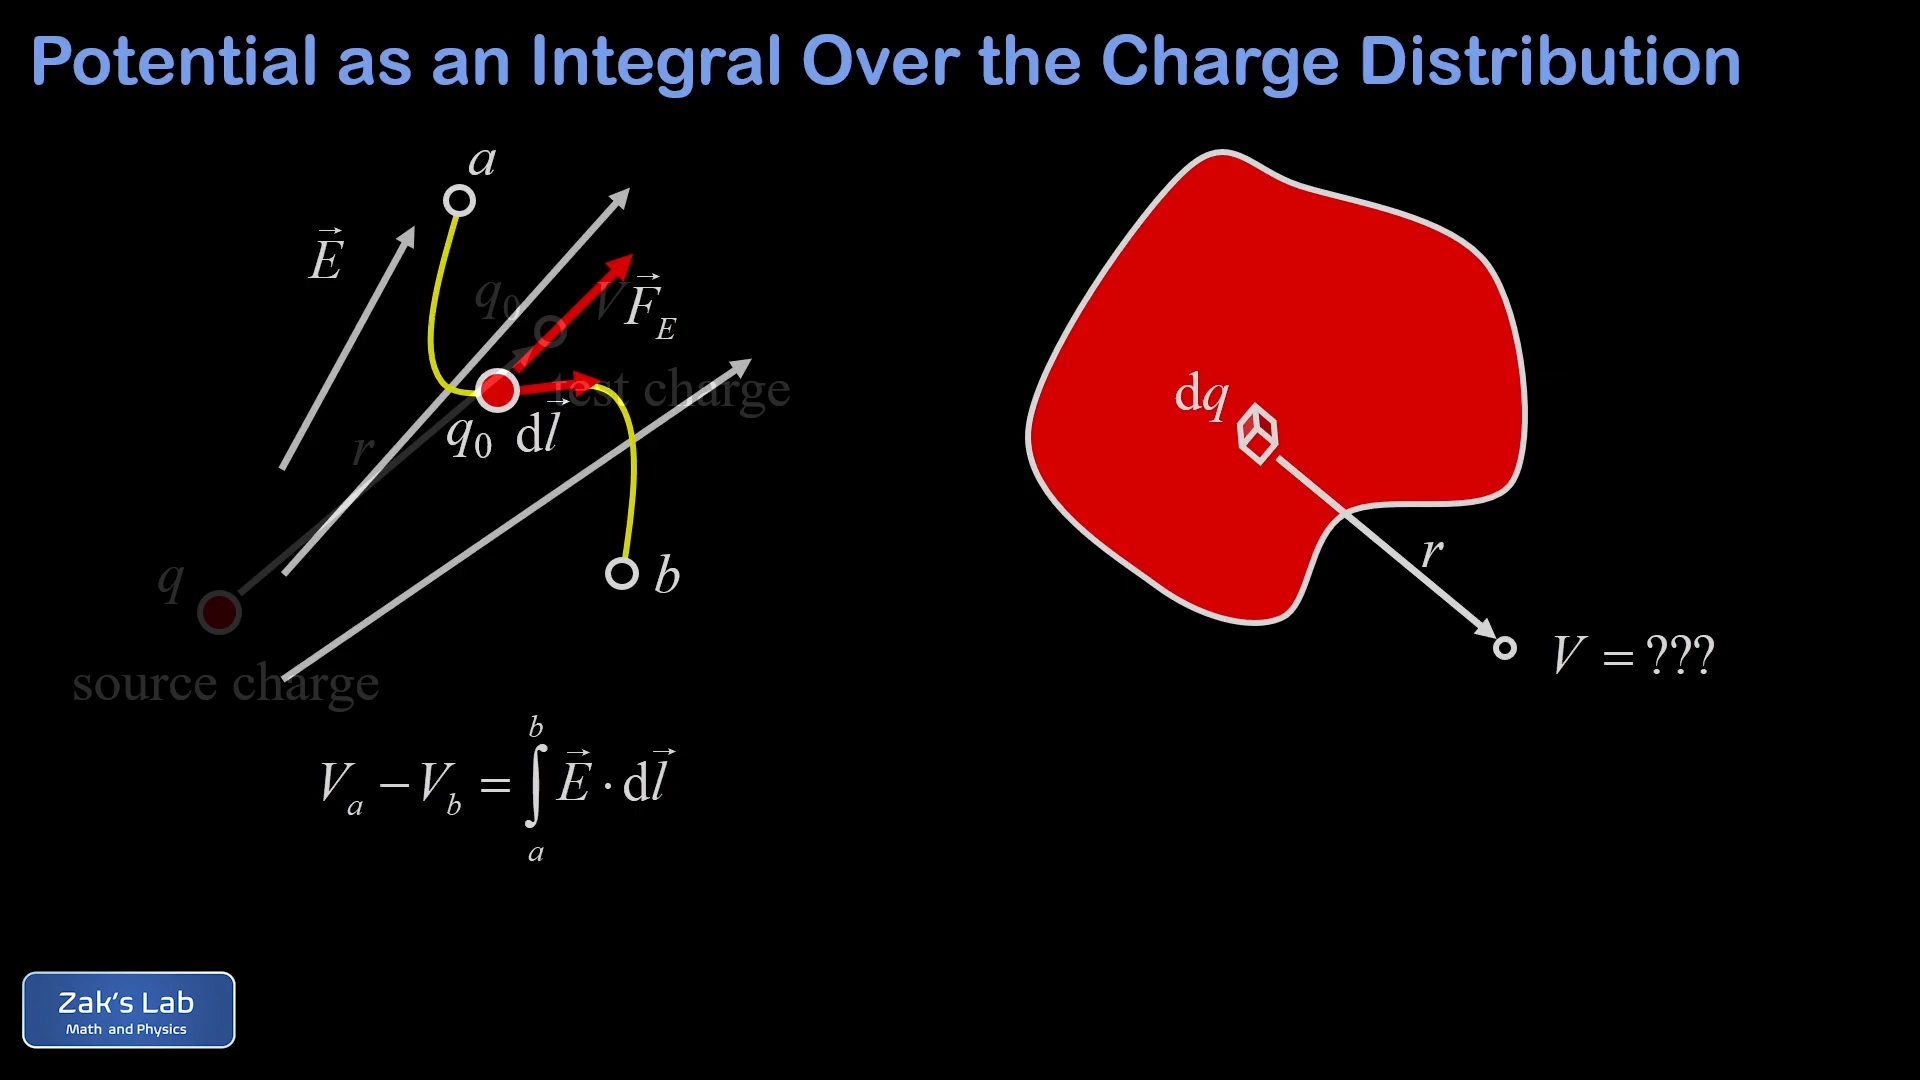 Potential as an Integral Over the Charge Distribution
a
E⃗
q₀ V
F⃗_E
test charge
dq
r
q₀ dl⃗
r
q
b
V = ???
source charge
V_a − V_b = ∫_a^b E⃗ · dl⃗
Zak's Lab
Math and Physics